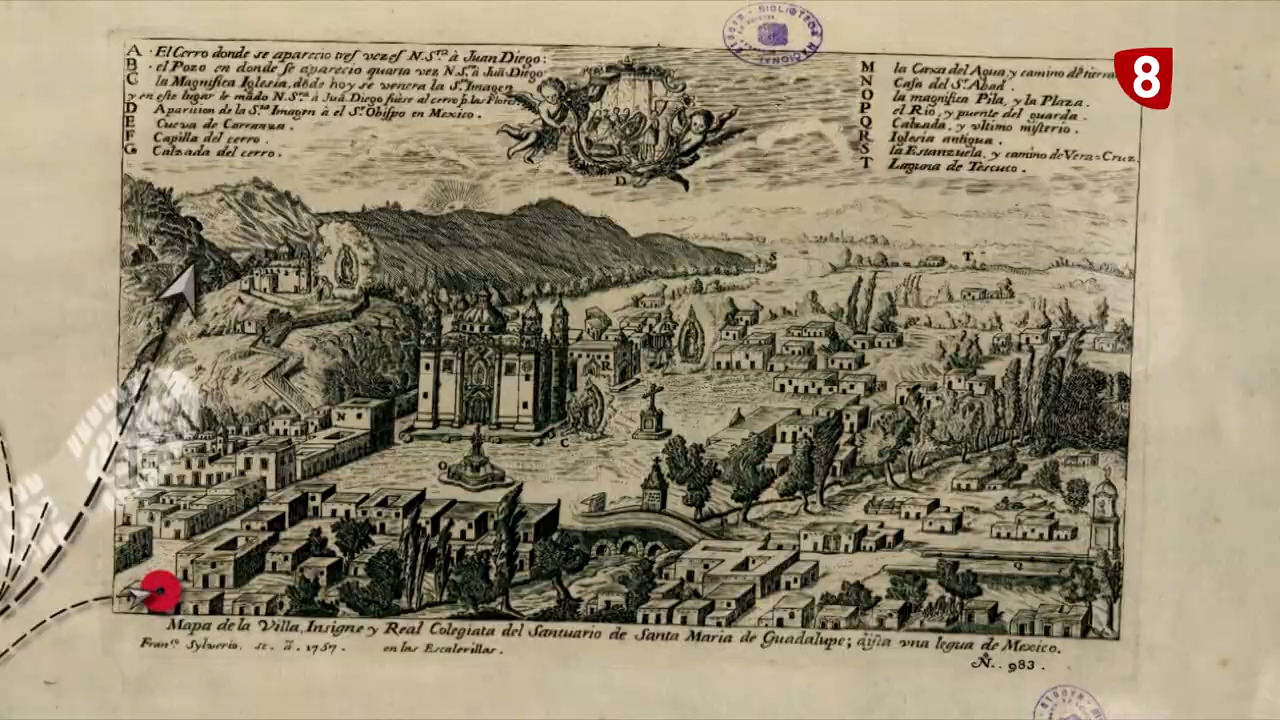 A · El Cerro donde se aparecio tres vezes N. S.ra à Juan Diego:
B · el Pozo en donde se aparecio quarta vez N. S. à Juã Diego
C la Magnifica Iglesia, dõde hoy se venera la S.ta Imagen
y en este lugar le mãdo N. S.ra à Juã Diego fuese al cerro p. las Flores
D Aparicion de la S.ta Imagen à el S.r Obispo en Mexico.
E Cueva de Carranza.
F Capilla del cerro.
G Calzada del cerro.
M la Caxa del Agua, y camino de tierra
N Casa del S.r Abad.
O la magnifica Pila, y la Plaza.
P el Rio, y puente del guarda.
Q Calzada, y ultimo misterio.
R Iglesia antigua.
S la Estanzuela, y camino de Vera=Cruz.
T Laguna de Tescuco.
8
BIBLIOTECA NACIONAL
D
S
T
R
N
C
O
Q
Mapa de la Villa, Insigne y Real Colegiata del Santuario de Santa Maria de Guadalupe; dista una legua de Mexico.
Fran.co Sylverio. sc. a. 1757. en las Escalerillas.
N. 983.